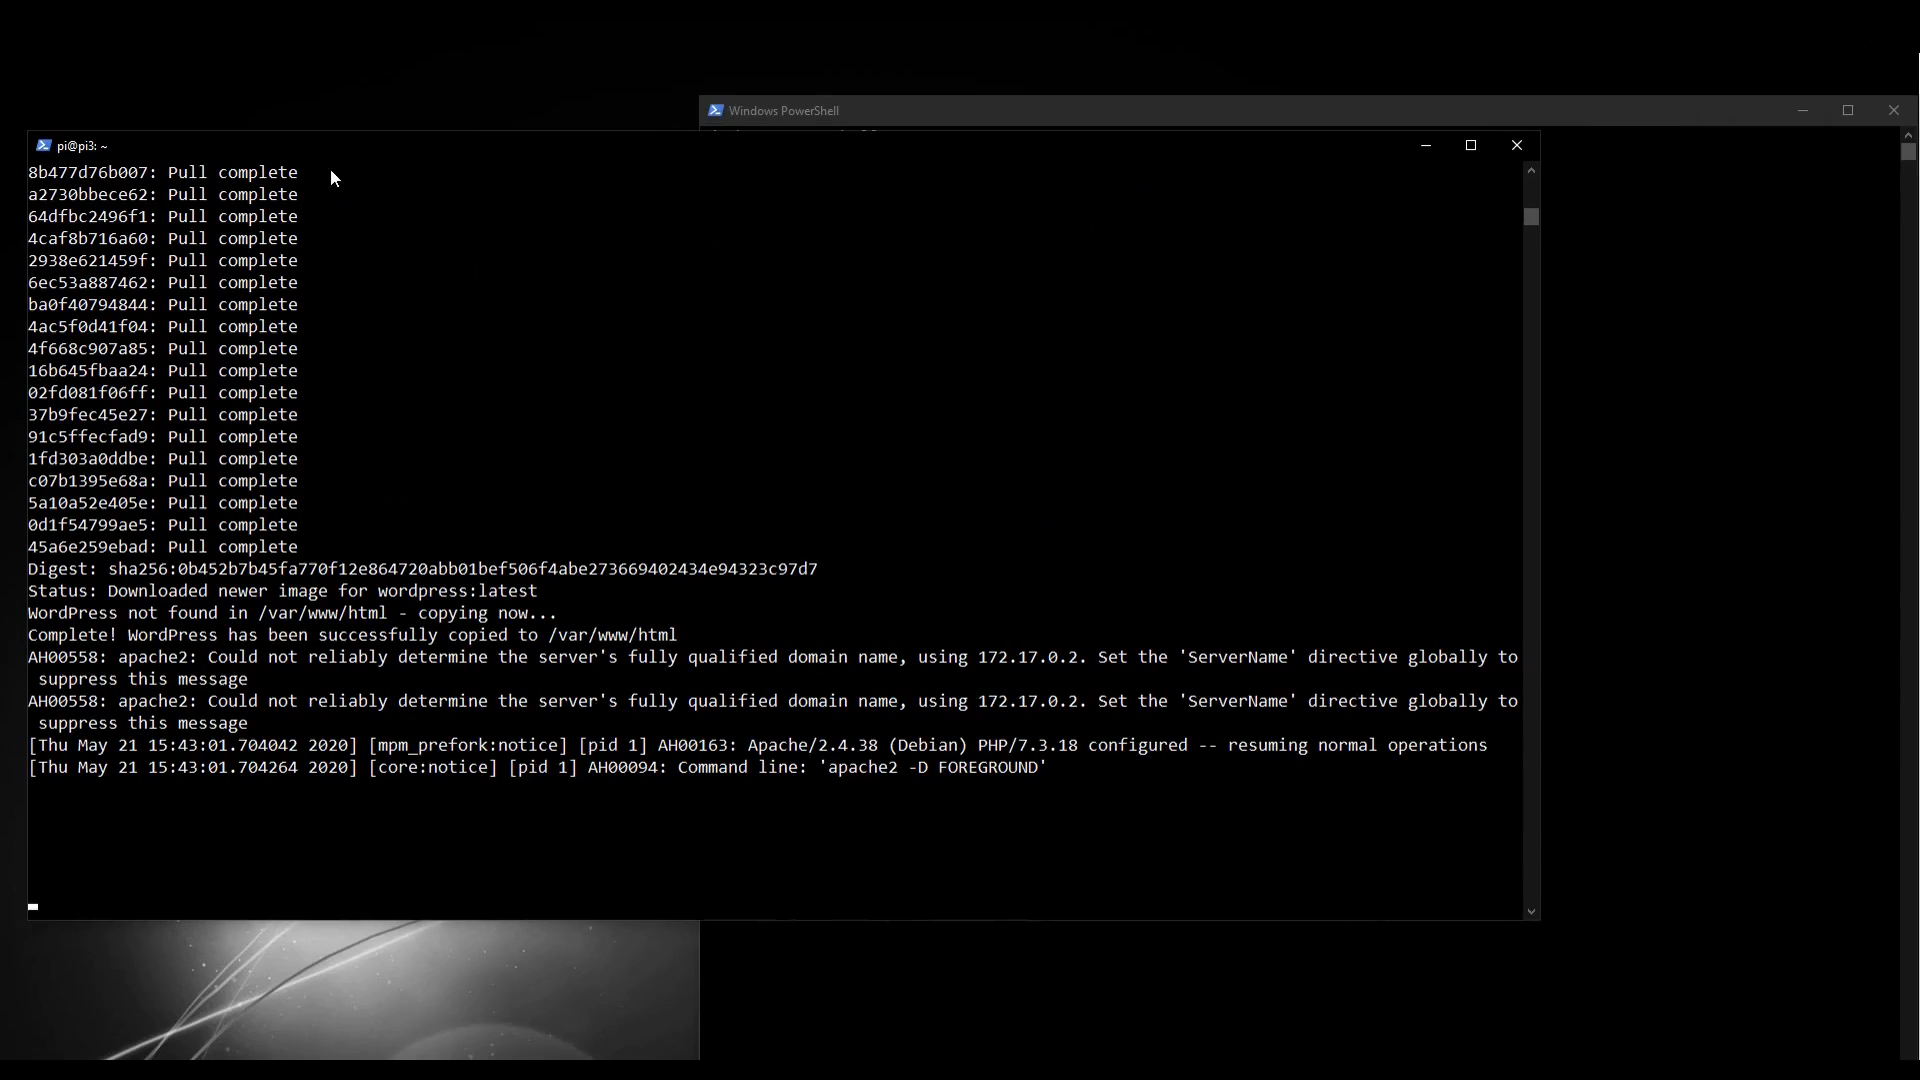 Windows PowerShell
pi@pi3: ~
8b477d76b007: Pull complete
a2730bbece62: Pull complete
64dfbc2496f1: Pull complete
4caf8b716a60: Pull complete
2938e621459f: Pull complete
6ec53a887462: Pull complete
ba0f40794844: Pull complete
4ac5f0d41f04: Pull complete
4f668c907a85: Pull complete
16b645fbaa24: Pull complete
02fd081f06ff: Pull complete
37b9fec45e27: Pull complete
91c5ffecfad9: Pull complete
1fd303a0ddbe: Pull complete
c07b1395e68a: Pull complete
5a10a52e405e: Pull complete
0d1f54799ae5: Pull complete
45a6e259ebad: Pull complete
Digest: sha256:0b452b7b45fa770f12e864720abb01bef506f4abe273669402434e94323c97d7
Status: Downloaded newer image for wordpress:latest
WordPress not found in /var/www/html - copying now...
Complete! WordPress has been successfully copied to /var/www/html
AH00558: apache2: Could not reliably determine the server's fully qualified domain name, using 172.17.0.2. Set the 'ServerName' directive globally to
suppress this message
AH00558: apache2: Could not reliably determine the server's fully qualified domain name, using 172.17.0.2. Set the 'ServerName' directive globally to
suppress this message
[Thu May 21 15:43:01.704042 2020] [mpm_prefork:notice] [pid 1] AH00163: Apache/2.4.38 (Debian) PHP/7.3.18 configured -- resuming normal operations
[Thu May 21 15:43:01.704264 2020] [core:notice] [pid 1] AH00094: Command line: 'apache2 -D FOREGROUND'